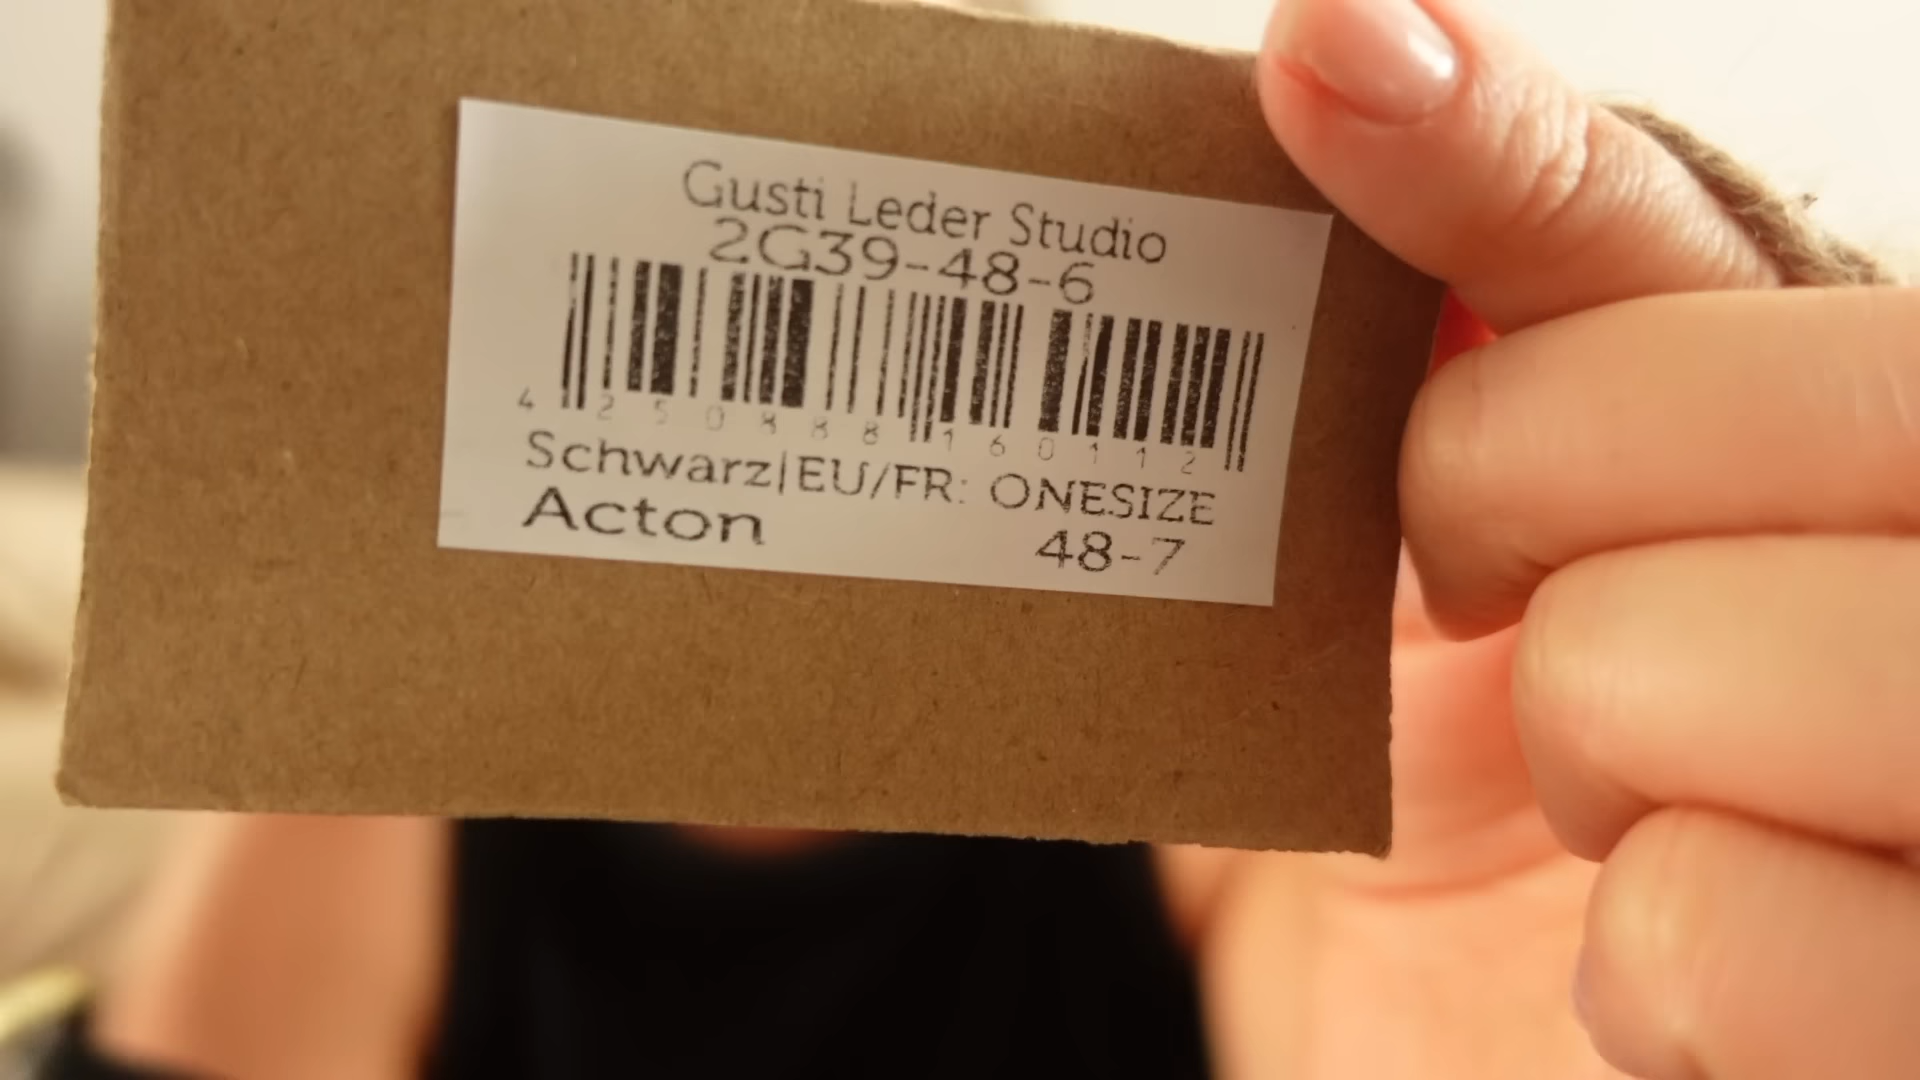 Gusti Leder Studio
2G39-48-6
4 250888 160112
Schwarz|EU/FR: ONESIZE
Acton 48-7